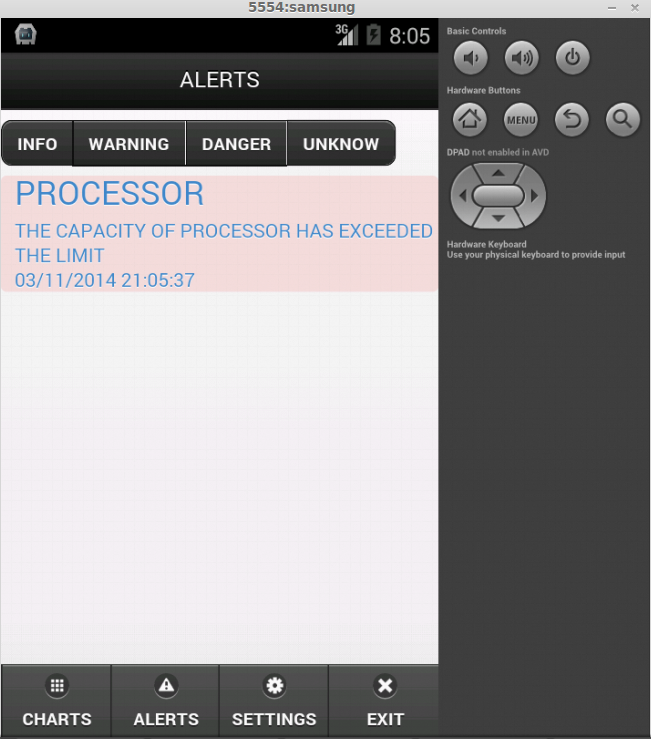 5554:samsung
3G 8:05
ALERTS
INFO WARNING DANGER UNKNOW
PROCESSOR
THE CAPACITY OF PROCESSOR HAS EXCEEDED
THE LIMIT
03/11/2014 21:05:37
CHARTS ALERTS SETTINGS EXIT
Basic Controls
Hardware Buttons
MENU
DPAD not enabled in AVD
Hardware Keyboard
Use your physical keyboard to provide input